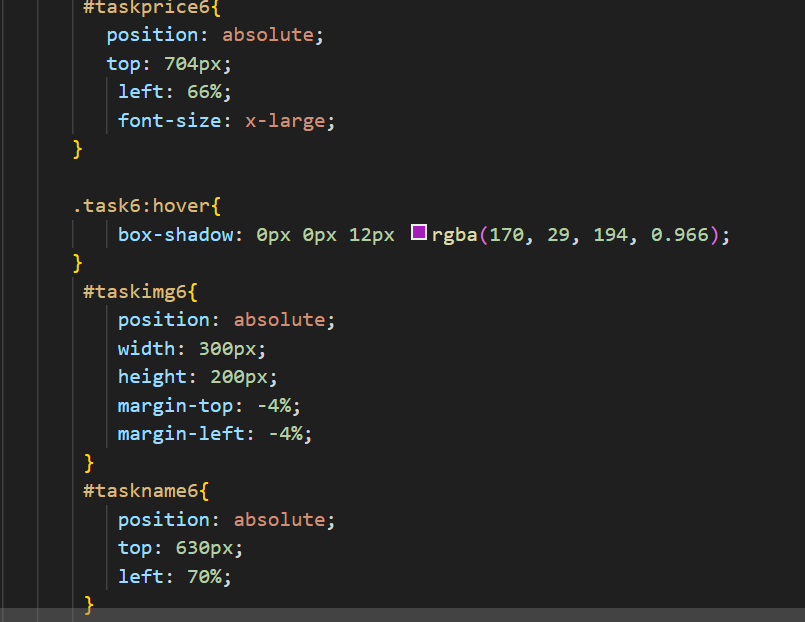 #taskprice6{
position: absolute;
top: 704px;
left: 66%;
font-size: x-large;
}
.task6:hover{
box-shadow: 0px 0px 12px rgba(170, 29, 194, 0.966);
}
#taskimg6{
position: absolute;
width: 300px;
height: 200px;
margin-top: -4%;
margin-left: -4%;
}
#taskname6{
position: absolute;
top: 630px;
left: 70%;
}